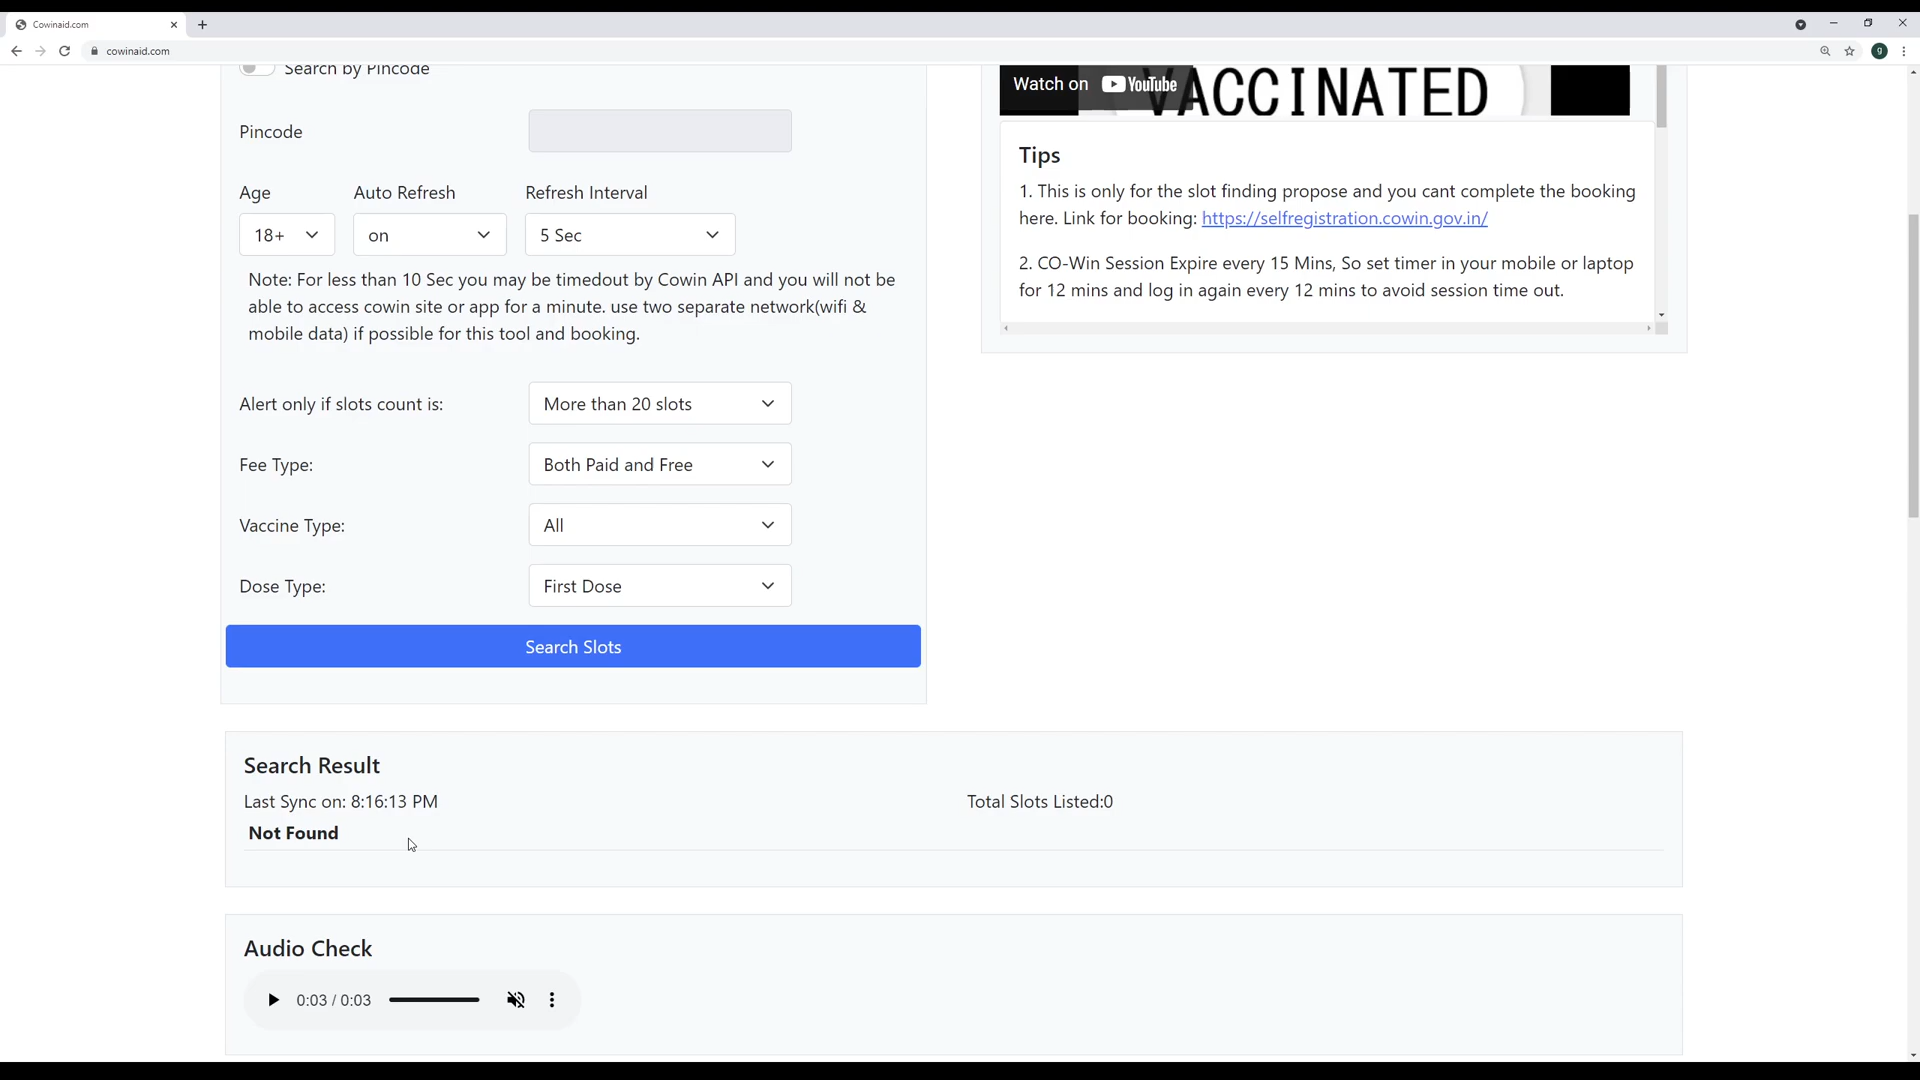 Cowinaid.com
cowinaid.com
g
Search by Pincode
Pincode
Age Auto Refresh Refresh Interval
18+ on 5 Sec
Note: For less than 10 Sec you may be timedout by Cowin API and you will not be
able to access cowin site or app for a minute. use two separate network(wifi &
mobile data) if possible for this tool and booking.
Alert only if slots count is: More than 20 slots
Fee Type: Both Paid and Free
Vaccine Type: All
Dose Type: First Dose
Search Slots
Watch on YouTube
VACCINATED
Tips
1. This is only for the slot finding propose and you cant complete the booking
here. Link for booking: https://selfregistration.cowin.gov.in/
2. CO-Win Session Expire every 15 Mins, So set timer in your mobile or laptop
for 12 mins and log in again every 12 mins to avoid session time out.
Search Result
Last Sync on: 8:16:13 PM Total Slots Listed:0
Not Found
Audio Check
0:03 / 0:03